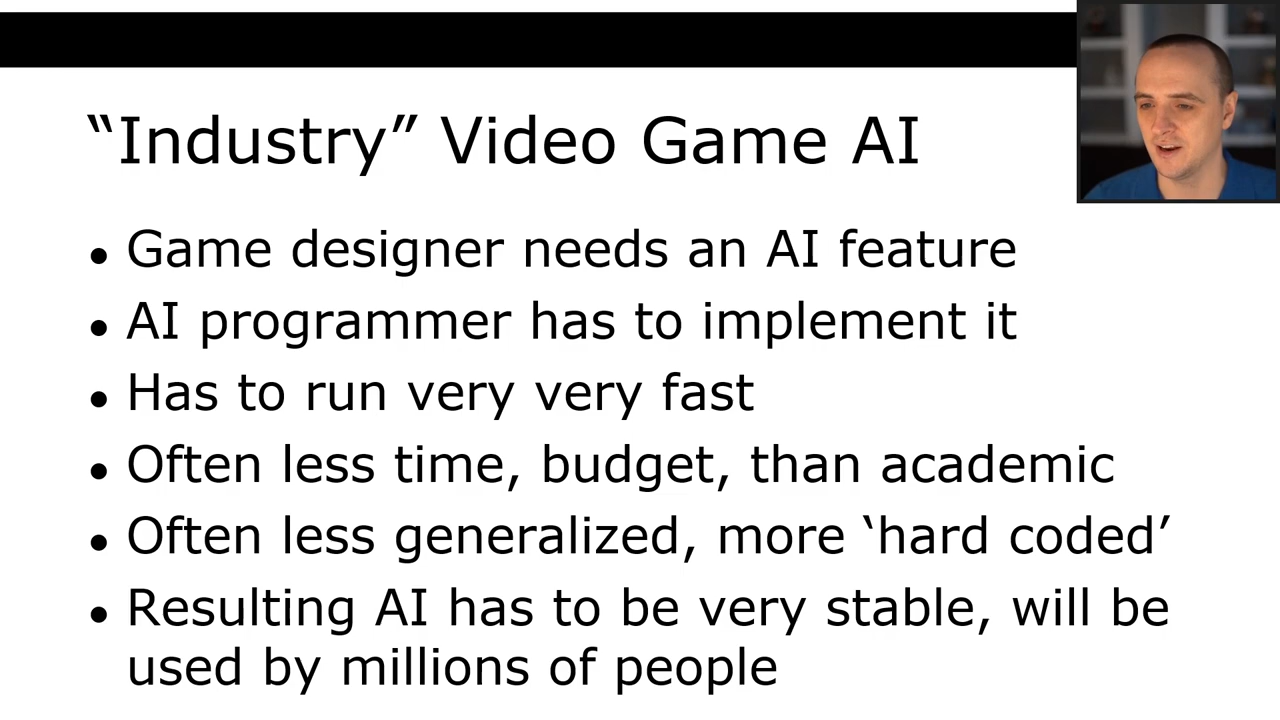 “Industry” Video Game AI
● Game designer needs an AI feature
● AI programmer has to implement it
● Has to run very very fast
● Often less time, budget, than academic
● Often less generalized, more ‘hard coded’
● Resulting AI has to be very stable, will be
used by millions of people